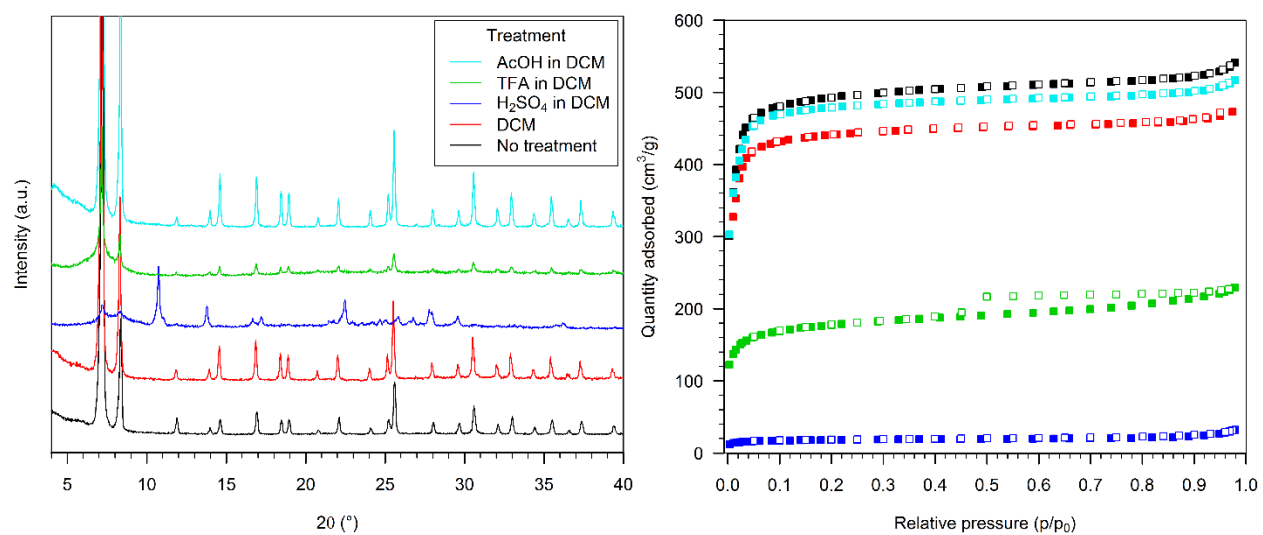 Treatment
AcOH in DCM
TFA in DCM
H₂SO₄ in DCM
DCM
No treatment
Intensity (a.u.)
5 10 15 20 25 30 35 40
2θ (°)
600
500
400
300
200
100
0
Quantity adsorbed (cm³/g)
0.0 0.1 0.2 0.3 0.4 0.5 0.6 0.7 0.8 0.9 1.0
Relative pressure (p/p₀)